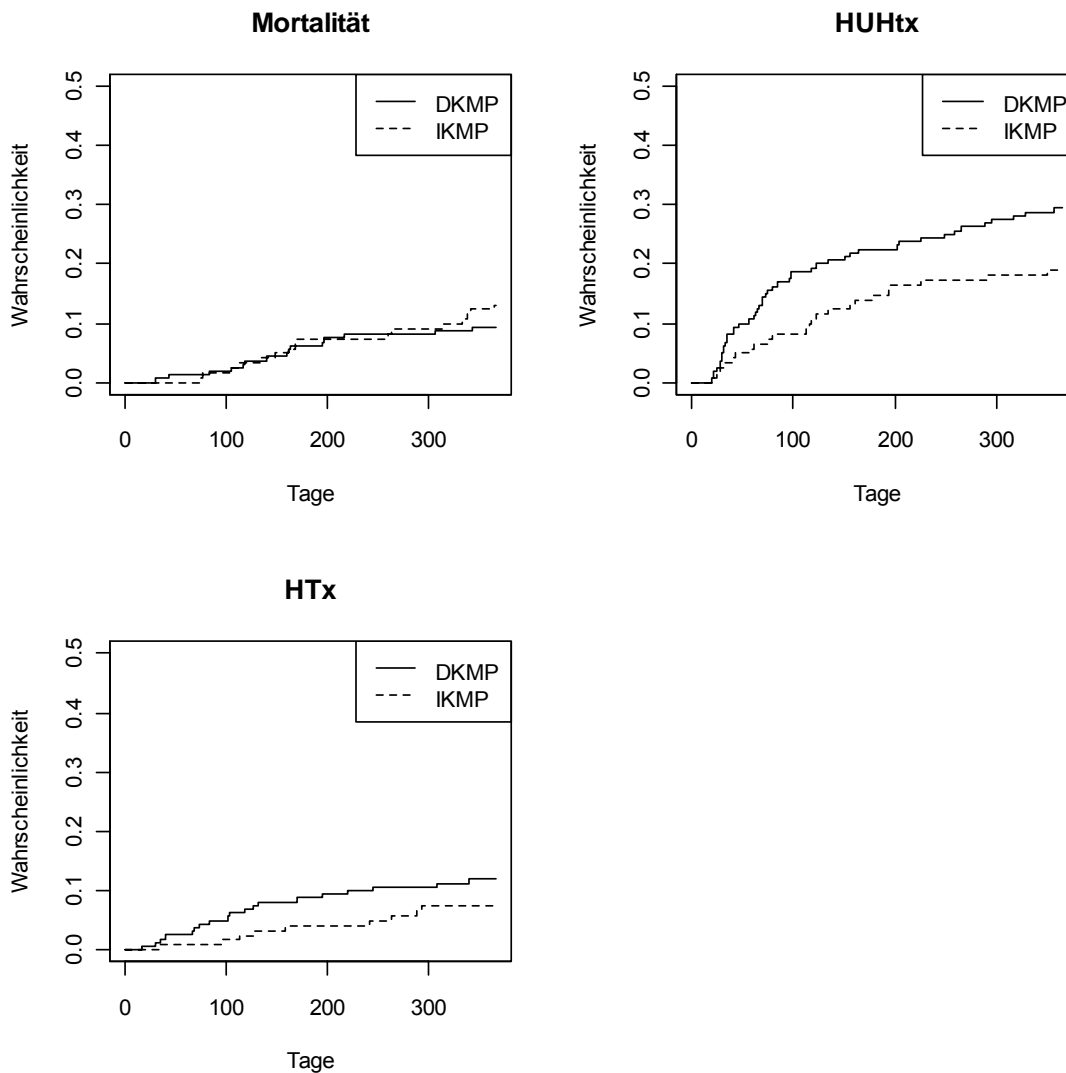 Mortalität
DKMP
IKMP
Wahrscheinlichkeit
0.0 0.1 0.2 0.3 0.4 0.5
0 100 200 300
Tage
HUHtx
DKMP
IKMP
Wahrscheinlichkeit
0.0 0.1 0.2 0.3 0.4 0.5
0 100 200 300
Tage
HTx
DKMP
IKMP
Wahrscheinlichkeit
0.0 0.1 0.2 0.3 0.4 0.5
0 100 200 300
Tage